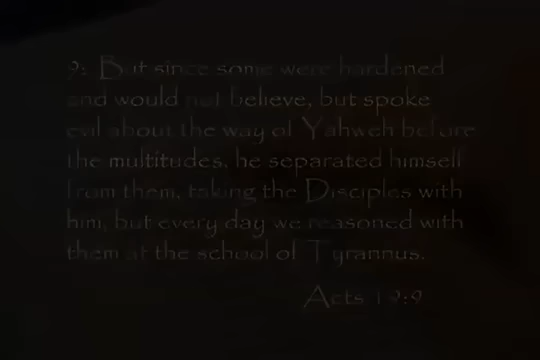 9:  But since some were hardened
and would not believe, but spoke
evil about the way of Yahweh before
the multitudes, he separated himself
from them, taking the Disciples with
him, but every day we reasoned with
them at the school of Tyrannus.
Acts 19:9